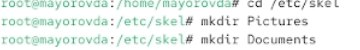 root@mayorovda:/home/mayorovda# cd /etc/skel
root@mayorovda:/etc/skel# mkdir Pictures
root@mayorovda:/etc/skel# mkdir Documents